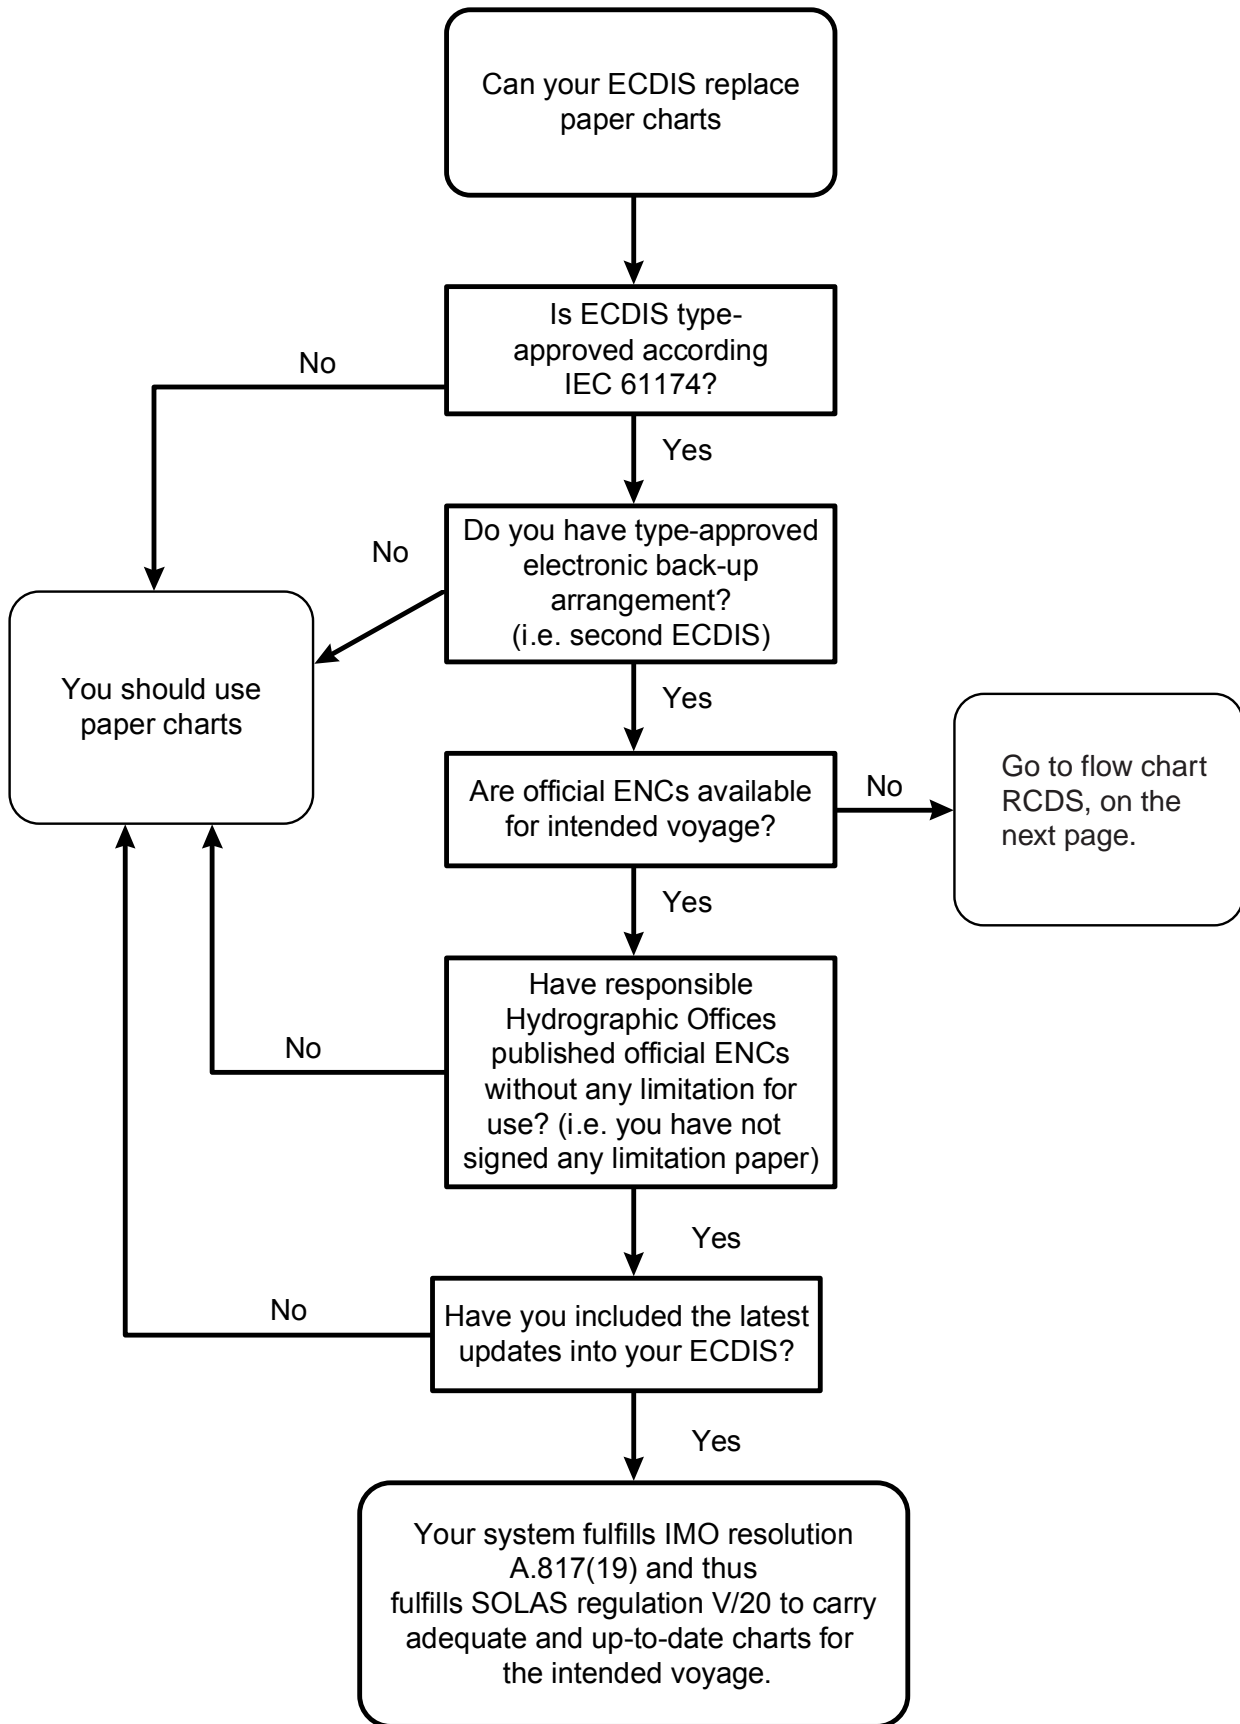 Can your ECDIS replace
paper charts
Is ECDIS type-
approved according
IEC 61174?
No
Yes
Do you have type-approved
electronic back-up
arrangement?
(i.e. second ECDIS)
No
Yes
You should use
paper charts
Are official ENCs available
for intended voyage?
No
Go to flow chart
RCDS, on the
next page.
Yes
Have responsible
Hydrographic Offices
published official ENCs
without any limitation for
use? (i.e. you have not
signed any limitation paper)
No
Yes
Have you included the latest
updates into your ECDIS?
No
Yes
Your system fulfills IMO resolution
A.817(19) and thus
fulfills SOLAS regulation V/20 to carry
adequate and up-to-date charts for
the intended voyage.